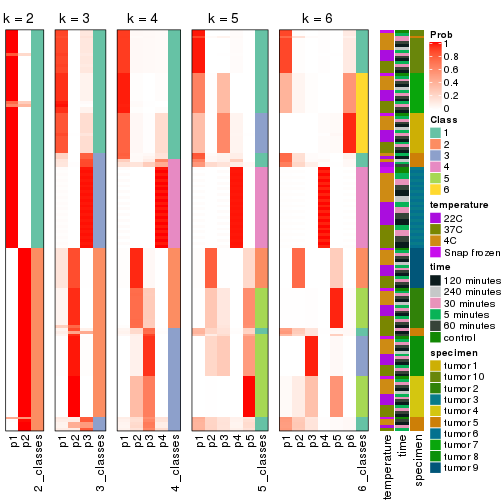 k = 2
k = 3
k = 4
k = 5
k = 6
p1
p2
2_classes
p1
p2
p3
3_classes
p1
p2
p3
p4
4_classes
p1
p2
p3
p4
p5
5_classes
p1
p2
p3
p4
p5
p6
6_classes
temperature
time
specimen
Prob
1
0.8
0.6
0.4
0.2
0
Class
1
2
3
4
5
6
temperature
22C
37C
4C
Snap frozen
time
120 minutes
240 minutes
30 minutes
5 minutes
60 minutes
control
specimen
tumor 1
tumor 10
tumor 2
tumor 3
tumor 4
tumor 5
tumor 6
tumor 7
tumor 8
tumor 9